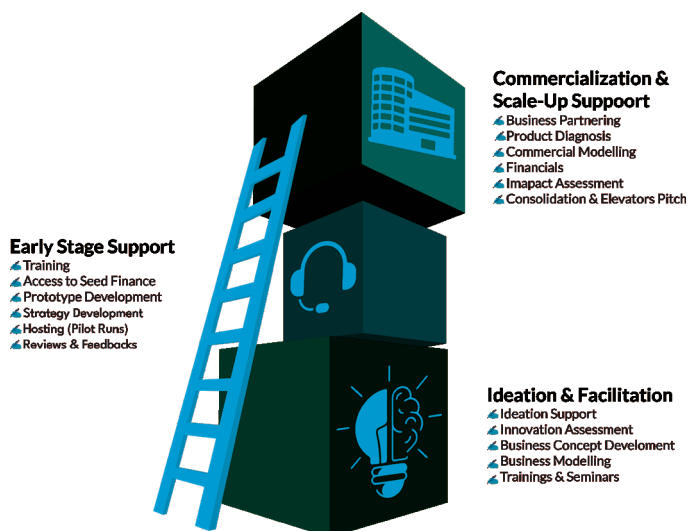 Commercialization &
Scale-Up Suppoort
Business Partnering
Product Diagnosis
Commercial Modelling
Financials
Imapact Assessment
Consolidation & Elevators Pitch
Early Stage Support
Training
Access to Seed Finance
Prototype Development
Strategy Development
Hosting (Pilot Runs)
Reviews & Feedbacks
Ideation & Facilitation
Ideation Support
Innovation Assessment
Business Concept Develoment
Business Modelling
Trainings & Seminars